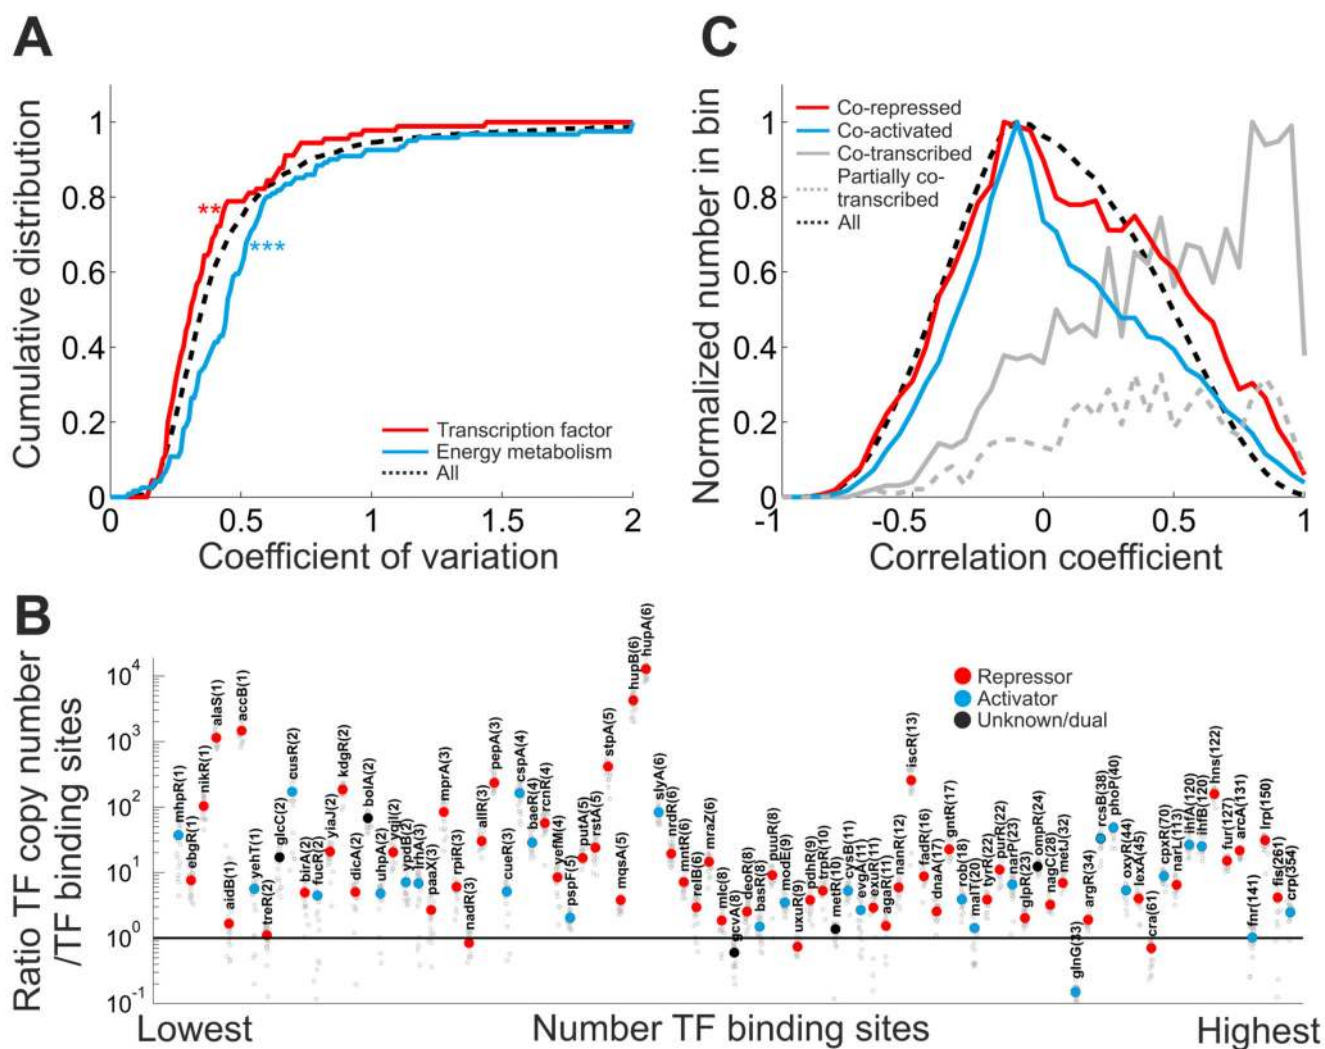 A
Cumulative distribution
1
0.8
0.6
0.4
0.2
0
**
***
Transcription factor
Energy metabolism
All
0
0.5
1
1.5
2
Coefficient of variation
C
Normalized number in bin
1
0.8
0.6
0.4
0.2
0
Co-repressed
Co-activated
Co-transcribed
Partially co-
transcribed
All
-1
-0.5
0
0.5
1
Correlation coefficient
B
Ratio TF copy number
/TF binding sites
10⁴
10³
10²
10¹
10⁰
10⁻¹
Repressor
Activator
Unknown/dual
mhpR(1)
ebgR(1)
nikR(1)
alaS(1)
aidB(1)
accB(1)
yehT(1)
treR(2)
glcC(2)
cusR(2)
birA(2)
fucR(2)
yiaJ(2)
kdgR(2)
dicA(2)
bolA(2)
uhpA(2)
ygiI(2)
ypdB(2)
lrhA(3)
paaX(3)
mprA(3)
rpiR(3)
nadR(3)
allR(3)
pepA(3)
cueR(3)
cspA(4)
baeR(4)
rcnR(4)
yefM(4)
pspF(5)
putA(5)
rstA(5)
stpA(5)
mqsA(5)
hupB(6)
hupA(6)
slyA(6)
nrdR(6)
mntR(6)
relB(6)
mraZ(6)
mlc(8)
gcvA(8)
deoR(8)
basR(8)
puuR(8)
modE(9)
uxuR(9)
pdhR(9)
trpR(10)
metR(10)
cysB(11)
evgA(11)
exuR(11)
agaR(11)
nanR(12)
iscR(13)
fadR(16)
dnaA(17)
gntR(17)
rob(18)
malT(20)
tyrR(22)
purR(22)
narP(23)
glpR(23)
ompR(24)
nagC(28)
metJ(32)
glnG(33)
argR(34)
rcsB(38)
phoP(40)
oxyR(44)
lexA(45)
cra(61)
cpxR(70)
narL(113)
ihfA(120)
ihfB(120)
hns(122)
fur(127)
arcA(131)
fnr(141)
lrp(150)
fis(261)
crp(354)
Lowest
Number TF binding sites
Highest